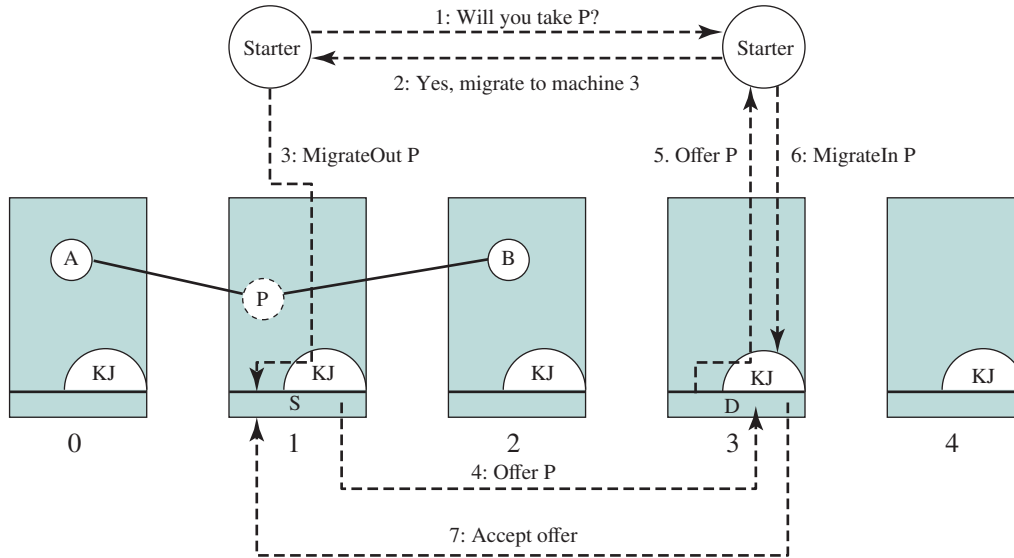 1: Will you take P?
Starter
Starter
2: Yes, migrate to machine 3
3: MigrateOut P
5. Offer P
6: MigrateIn P
A
B
P
KJ
KJ
KJ
KJ
KJ
S
D
0
1
2
3
4
4: Offer P
7: Accept offer